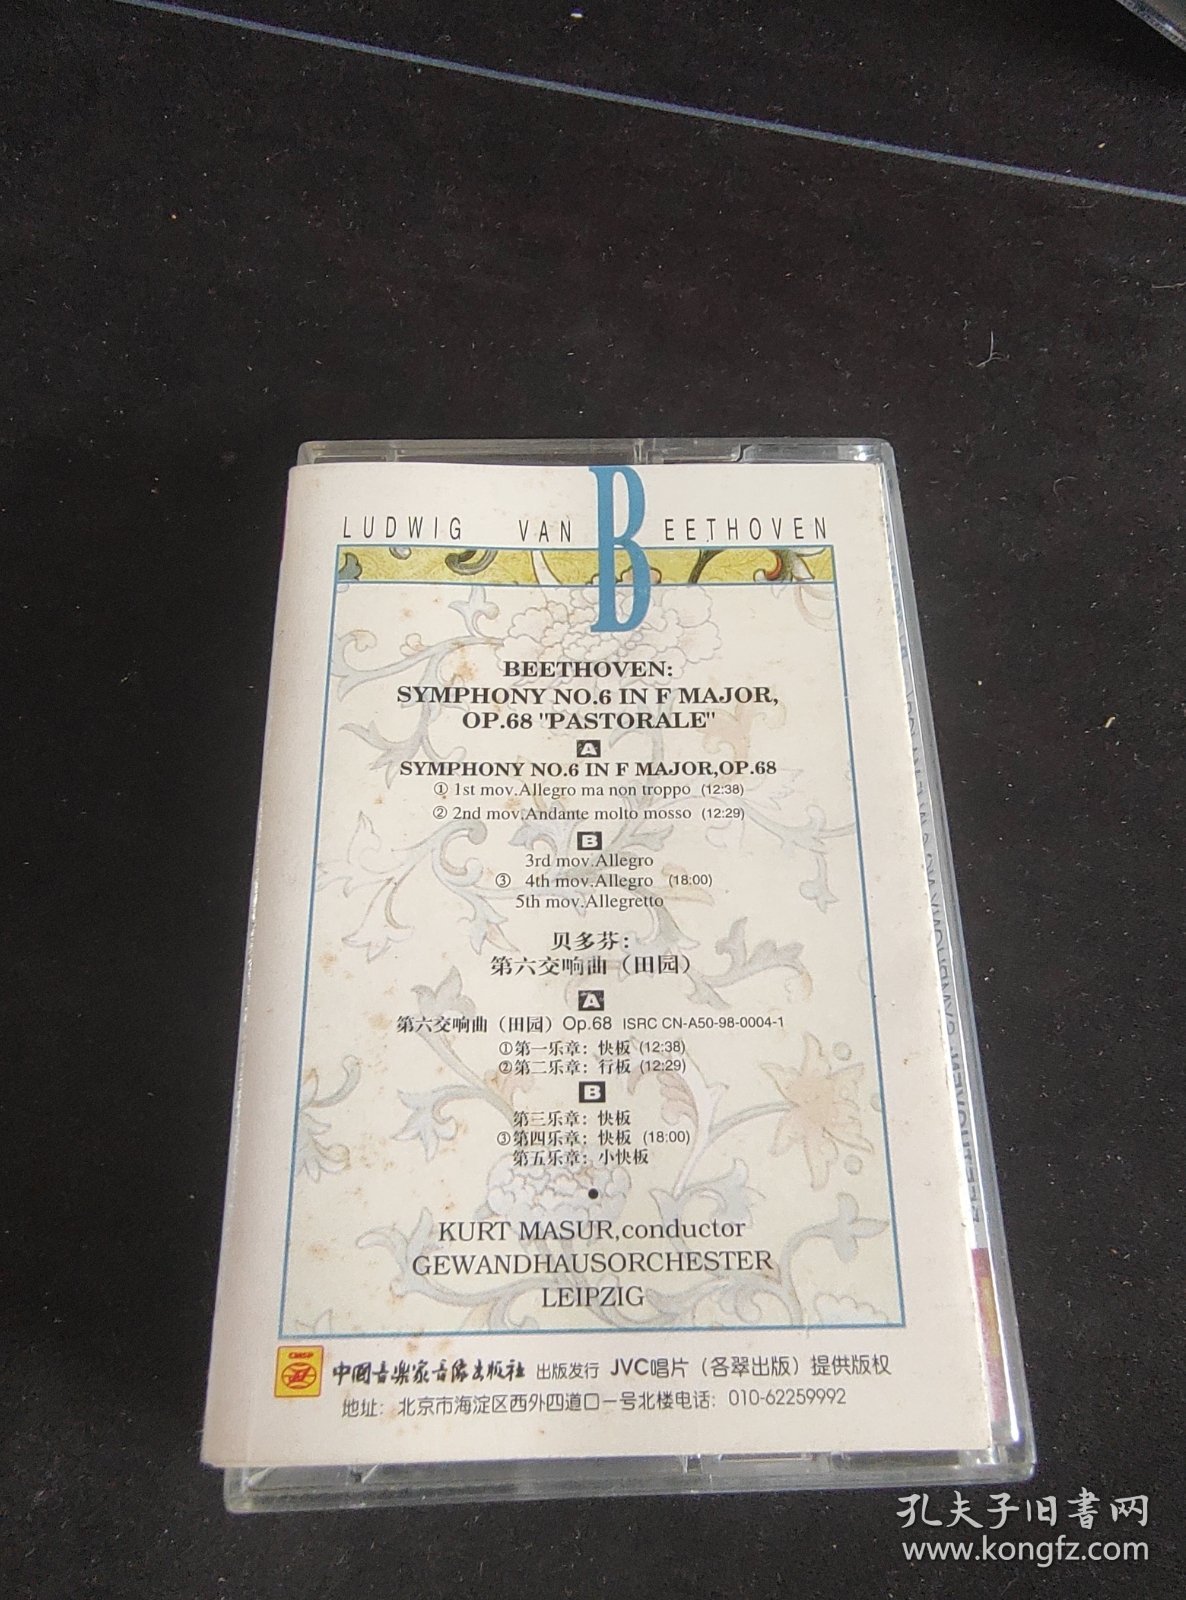 LUDWIG VAN BEETHOVEN
BEETHOVEN:
SYMPHONY NO.6 IN F MAJOR,
OP.68 "PASTORALE"
A
SYMPHONY NO.6 IN F MAJOR,OP.68
① 1st mov.Allegro ma non troppo (12:38)
② 2nd mov.Andante molto mosso (12:29)
B
3rd mov.Allegro
③ 4th mov.Allegro (18:00)
5th mov.Allegretto
贝多芬:
第六交响曲（田园）
A
第六交响曲（田园）Op.68 ISRC CN-A50-98-0004-1
①第一乐章: 快板 (12:38)
②第二乐章: 行板 (12:29)
B
第三乐章: 快板
③第四乐章: 快板 (18:00)
第五乐章: 小快板
KURT MASUR,conductor
GEWANDHAUSORCHESTER
LEIPZIG
中国音乐家音像出版社 出版发行 JVC唱片（各翠出版）提供版权
地址: 北京市海淀区西外四道口一号北楼电话: 010-62259992
孔夫子旧書网
www.kongfz.com